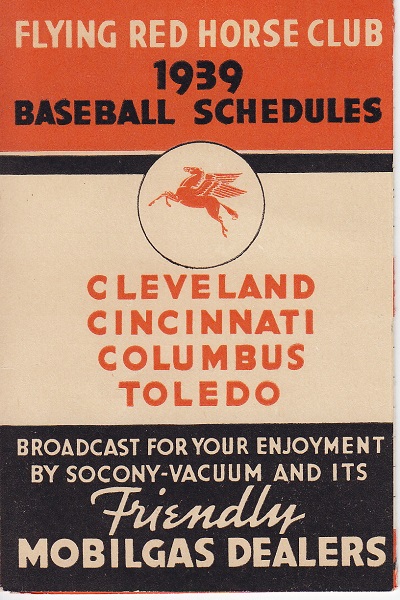 FLYING RED HORSE CLUB
1939
BASEBALL SCHEDULES
CLEVELAND
CINCINNATI
COLUMBUS
TOLEDO
BROADCAST FOR YOUR ENJOYMENT
BY SOCONY-VACUUM AND ITS
Friendly
MOBILGAS DEALERS